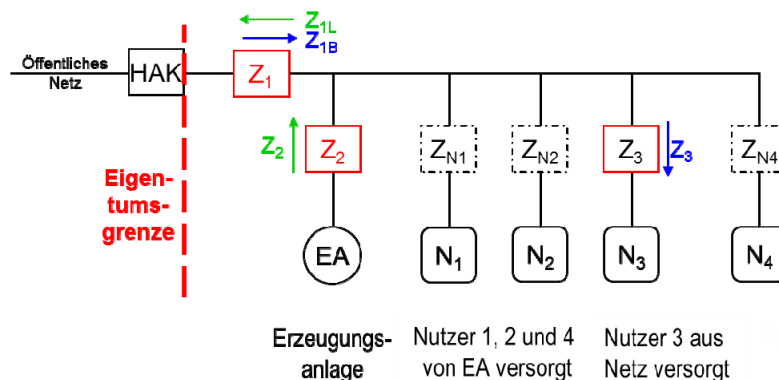 Z1L
Z1B
Öffentliches
Netz
HAK
Z1
Z2
Z2
ZN1
ZN2
Z3
Z3
ZN4
Eigen-
tums-
grenze
EA
N1
N2
N3
N4
Erzeugungs-
anlage
Nutzer 1, 2 und 4
von EA versorgt
Nutzer 3 aus
Netz versorgt